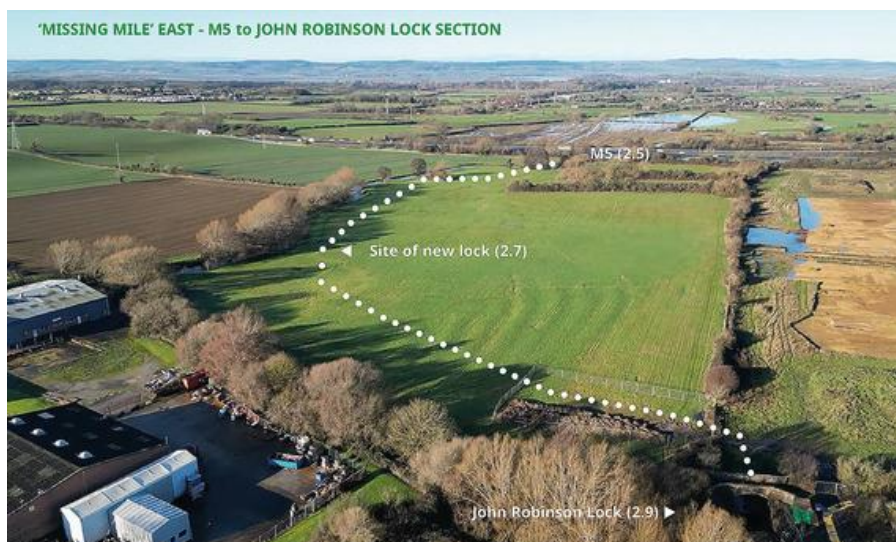 'MISSING MILE' EAST - M5 to JOHN ROBINSON LOCK SECTION
M5 (2.5)
Site of new lock (2.7)
John Robinson Lock (2.9)